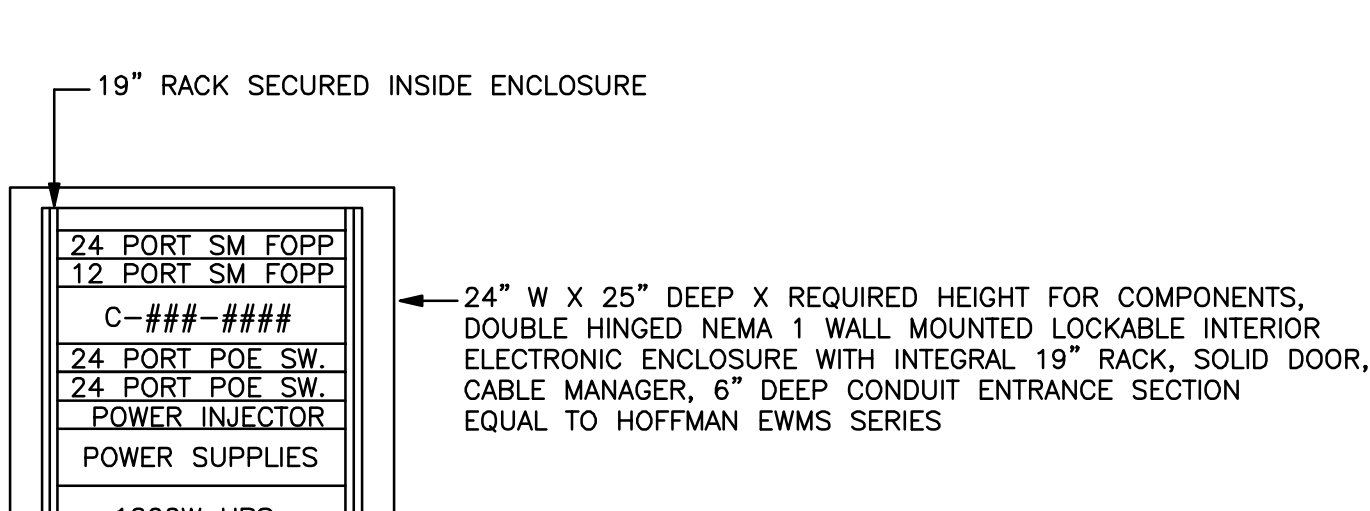 19” RACK SECURED INSIDE ENCLOSURE
24 PORT SM FOPP
12 PORT SM FOPP
C-###-####
24 PORT POE SW.
24 PORT POE SW.
POWER INJECTOR
POWER SUPPLIES
24” W X 25” DEEP X REQUIRED HEIGHT FOR COMPONENTS,
DOUBLE HINGED NEMA 1 WALL MOUNTED LOCKABLE INTERIOR
ELECTRONIC ENCLOSURE WITH INTEGRAL 19” RACK, SOLID DOOR,
CABLE MANAGER, 6” DEEP CONDUIT ENTRANCE SECTION
EQUAL TO HOFFMAN EWMS SERIES